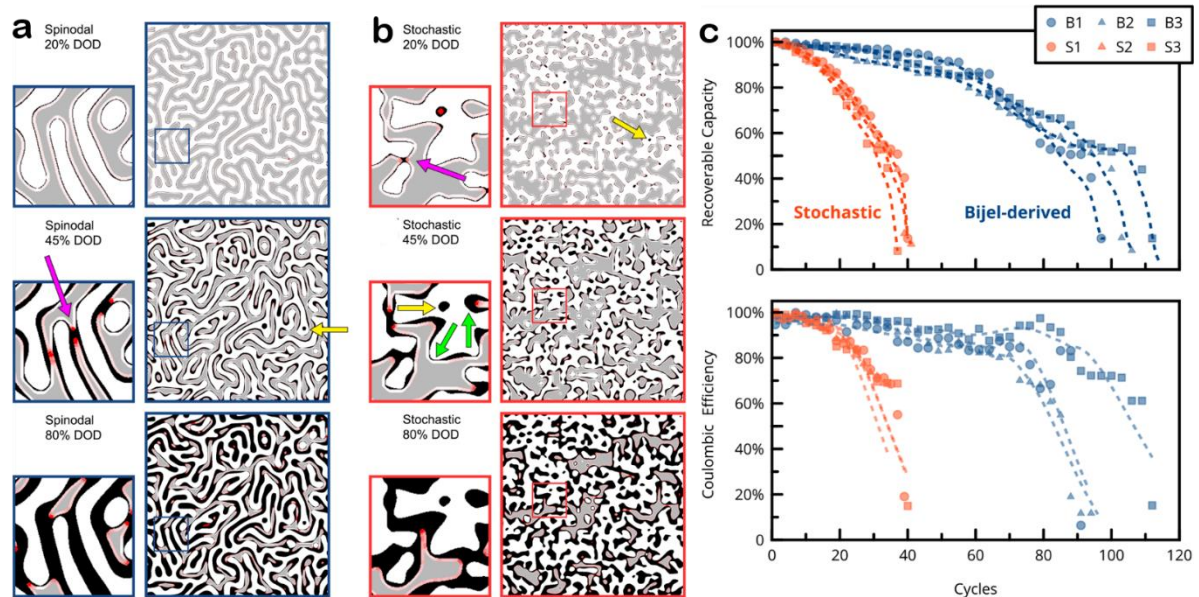 a
Spinodal
20% DOD
Spinodal
45% DOD
Spinodal
80% DOD
b
Stochastic
20% DOD
Stochastic
45% DOD
Stochastic
80% DOD
c
B1 B2 B3
S1 S2 S3
Recoverable Capacity
100%
80%
60%
40%
20%
0
Stochastic
Bijel-derived
Coulombic Efficiency
100%
80%
60%
40%
20%
0
0 20 40 60 80 100 120
Cycles